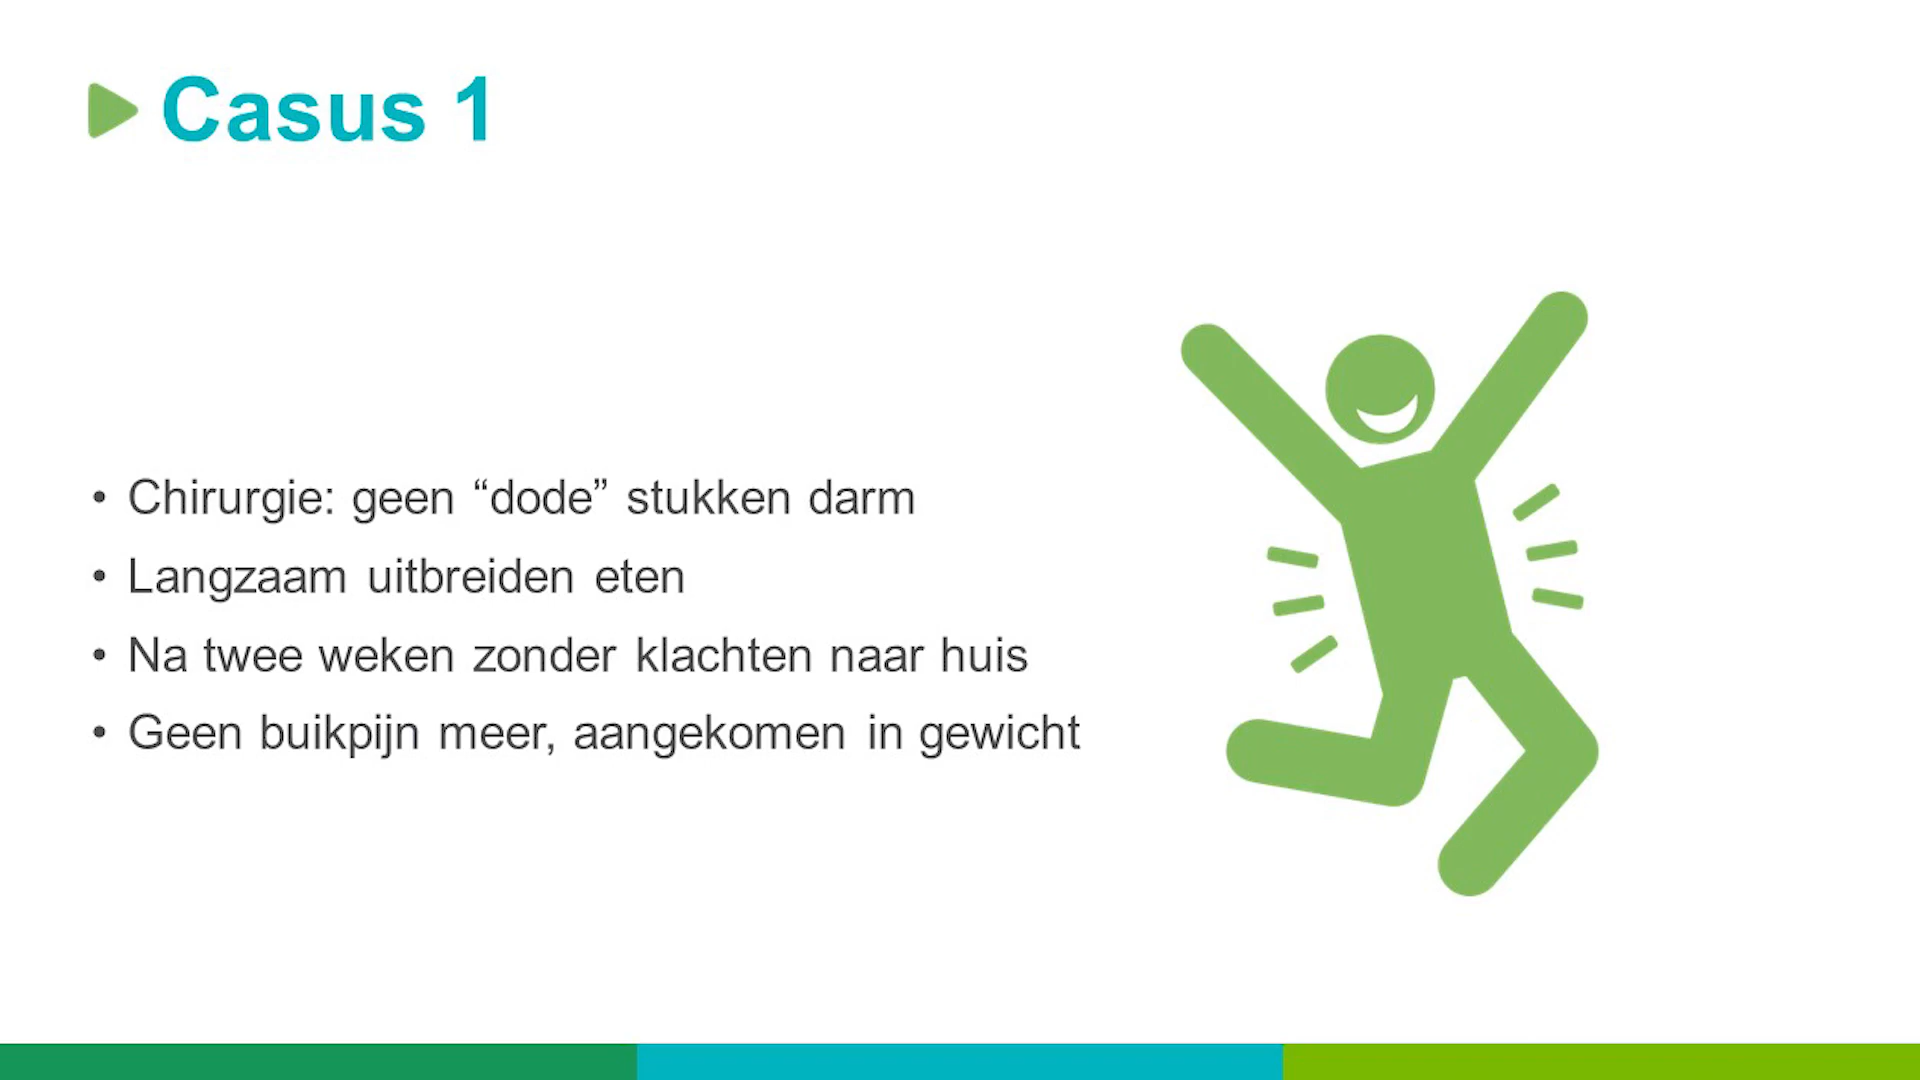 Casus 1
• Chirurgie: geen “dode” stukken darm
• Langzaam uitbreiden eten
• Na twee weken zonder klachten naar huis
• Geen buikpijn meer, aangekomen in gewicht